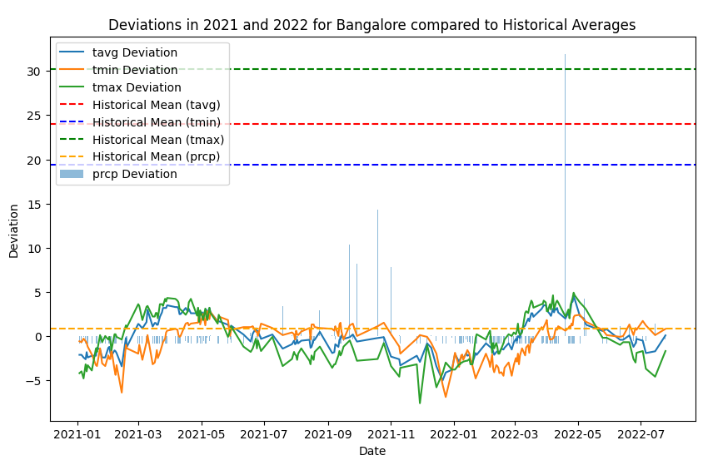 Deviations in 2021 and 2022 for Bangalore compared to Historical Averages
tavg Deviation
tmin Deviation
tmax Deviation
Historical Mean (tavg)
Historical Mean (tmin)
Historical Mean (tmax)
Historical Mean (prcp)
prcp Deviation
Deviation
30
25
20
15
10
5
0
−5
2021-01
2021-03
2021-05
2021-07
2021-09
2021-11
2022-01
2022-03
2022-05
2022-07
Date